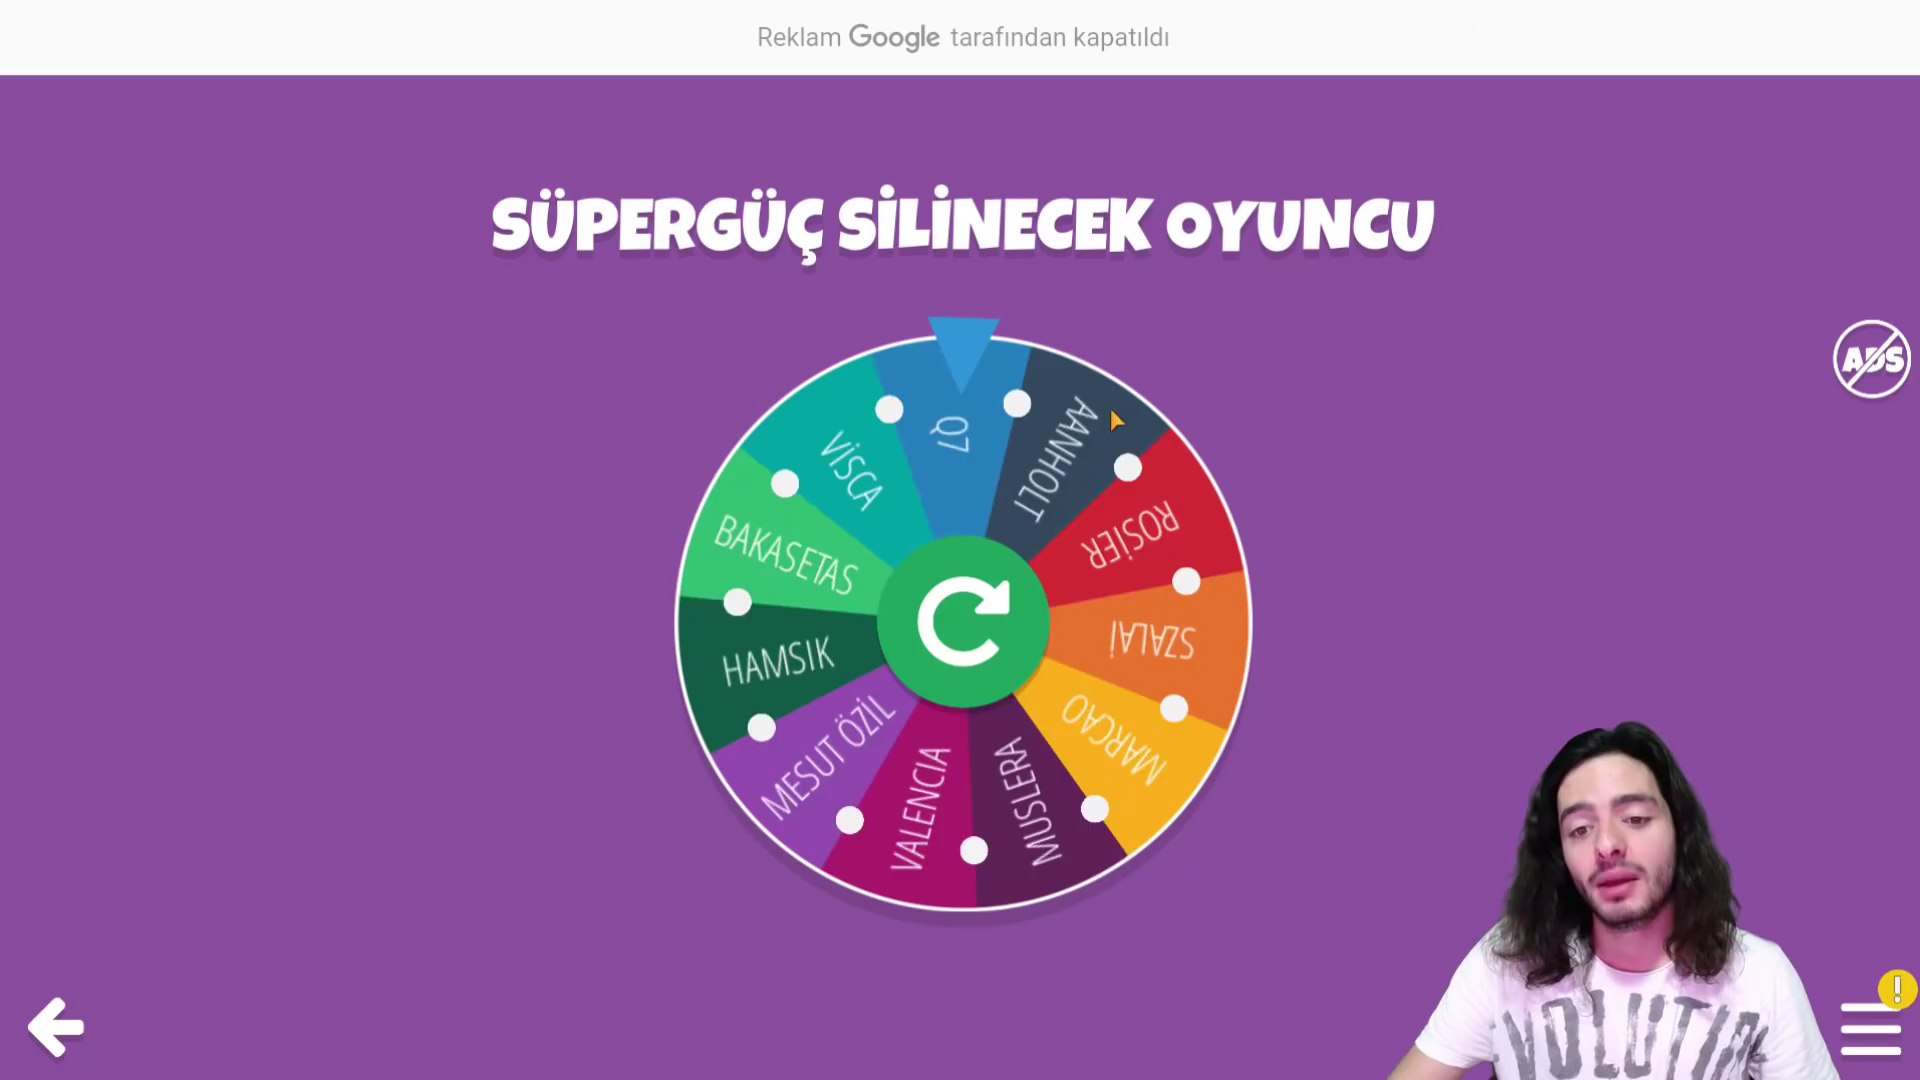 Reklam Google tarafından kapatıldı
SÜPERGÜÇ SİLİNECEK OYUNCU
ADS
Q7
AANHOLT
ROSİER
SZALAİ
MARCAO
MUSLERA
VALENCIA
MESUT ÖZİL
HAMSIK
BAKASETAS
VİSCA
!